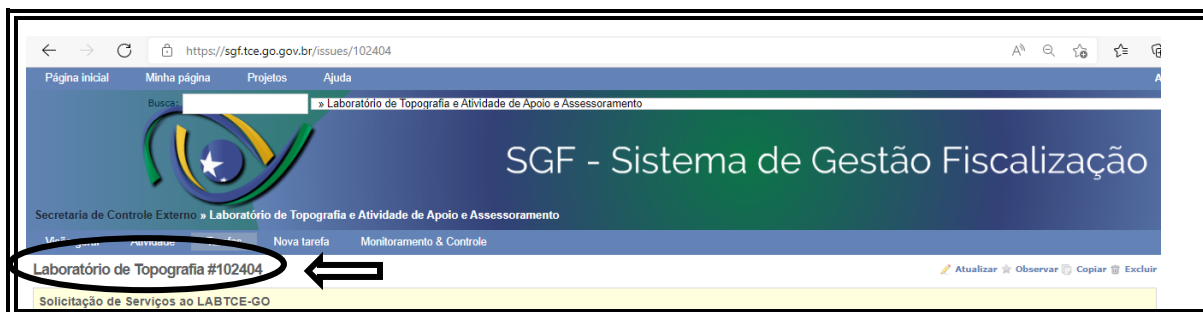 https://sgf.tce.go.gov.br/issues/102404
Página inicial Minha página Projetos Ajuda
Busca: » Laboratório de Topografia e Atividade de Apoio e Assessoramento
SGF - Sistema de Gestão Fiscalização
Secretaria de Controle Externo » Laboratório de Topografia e Atividade de Apoio e Assessoramento
Atividade Nova tarefa Monitoramento & Controle
Laboratório de Topografia #102404 Atualizar Observar Copiar Excluir
Solicitação de Serviços ao LABTCE-GO